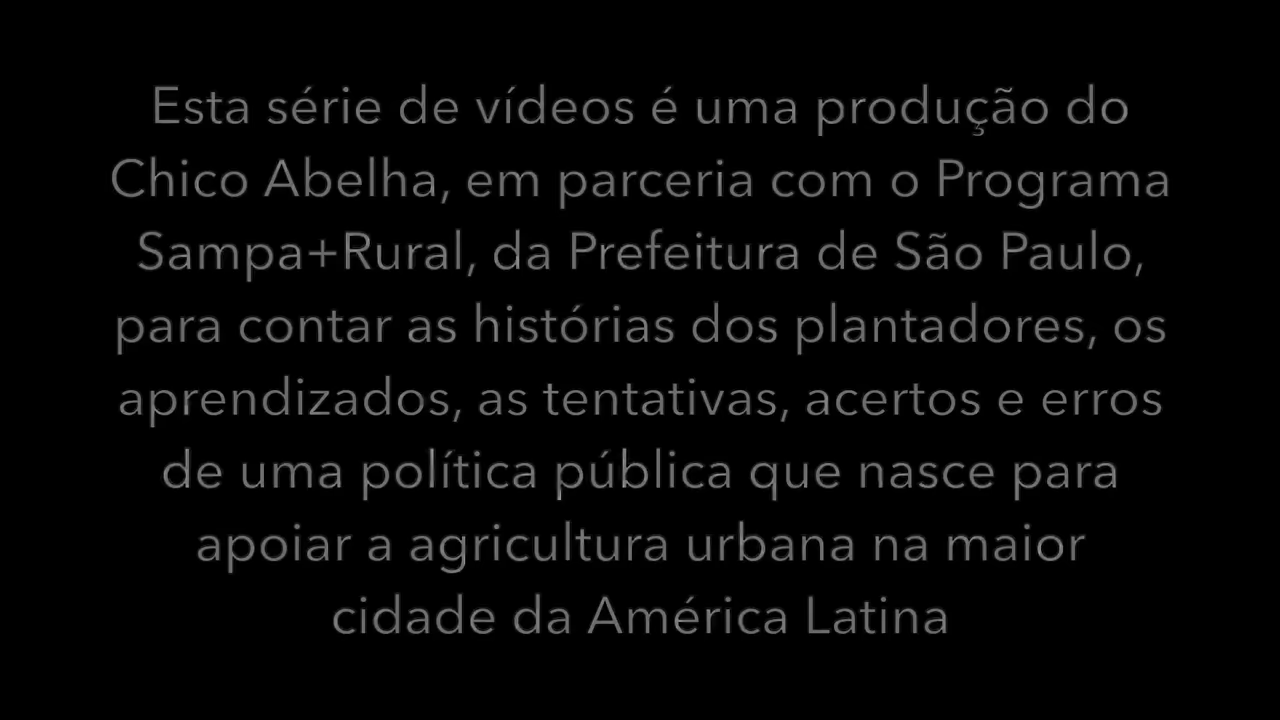 Esta série de vídeos é uma produção do
Chico Abelha, em parceria com o Programa
Sampa+Rural, da Prefeitura de São Paulo,
para contar as histórias dos plantadores, os
aprendizados, as tentativas, acertos e erros
de uma política pública que nasce para
apoiar a agricultura urbana na maior
cidade da América Latina